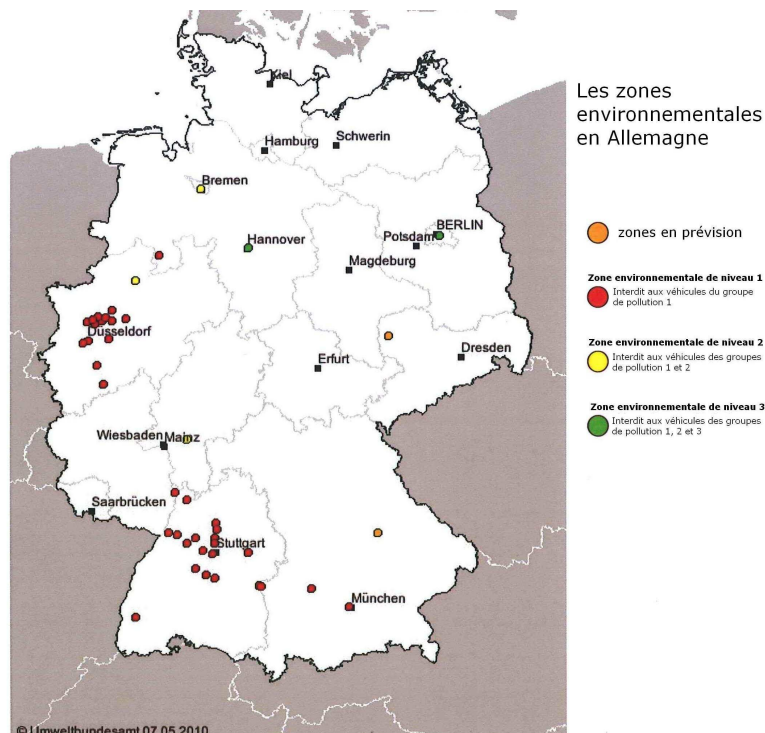 Les zones
environnementales
en Allemagne
Kiel
Hamburg
Schwerin
Bremen
Hannover
BERLIN
Potsdam
Magdeburg
Düsseldorf
Erfurt
Dresden
Wiesbaden
Mainz
Saarbrücken
Stuttgart
München
zones en prévision
Zone environnementale de niveau 1
Interdit aux véhicules du groupe
de pollution 1
Zone environnementale de niveau 2
Interdit aux véhicules des groupes
de pollution 1 et 2
Zone environnementale de niveau 3
Interdit aux véhicules des groupes
de pollution 1, 2 et 3
© Umweltbundesamt 07.05.2010